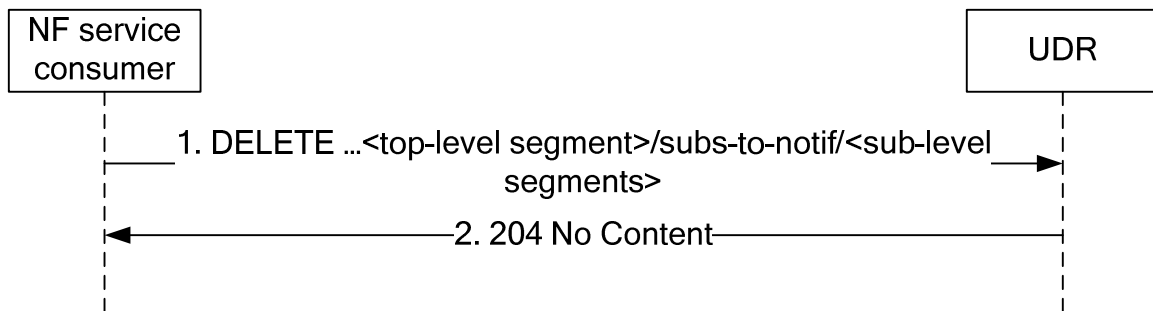 NF service
consumer
UDR
1. DELETE ...<top-level segment>/subs-to-notif/<sub-level
segments>
2. 204 No Content